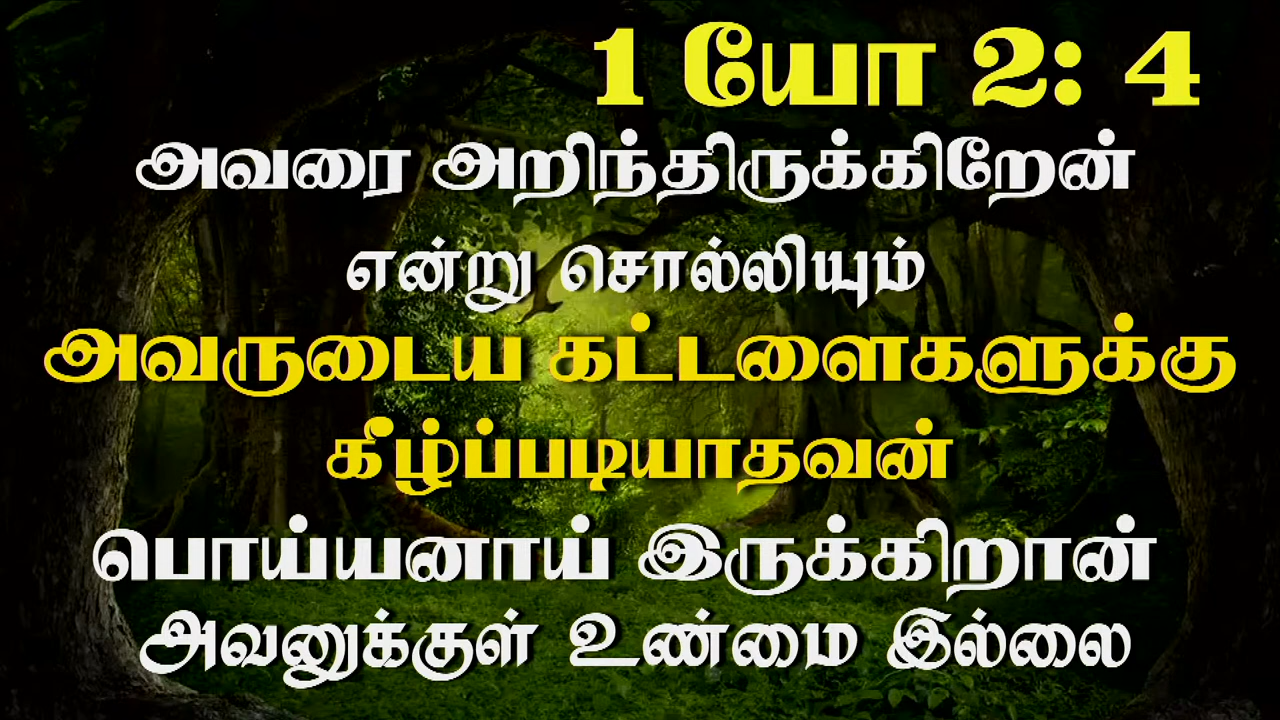 1 யோ 2: 4
அவரை அறிந்திருக்கிறேன்
என்று சொல்லியும்
அவருடைய கட்டளைகளுக்கு
கீழ்ப்படியாதவன்
பொய்யனாய் இருக்கிறான்
அவனுக்குள் உண்மை இல்லை